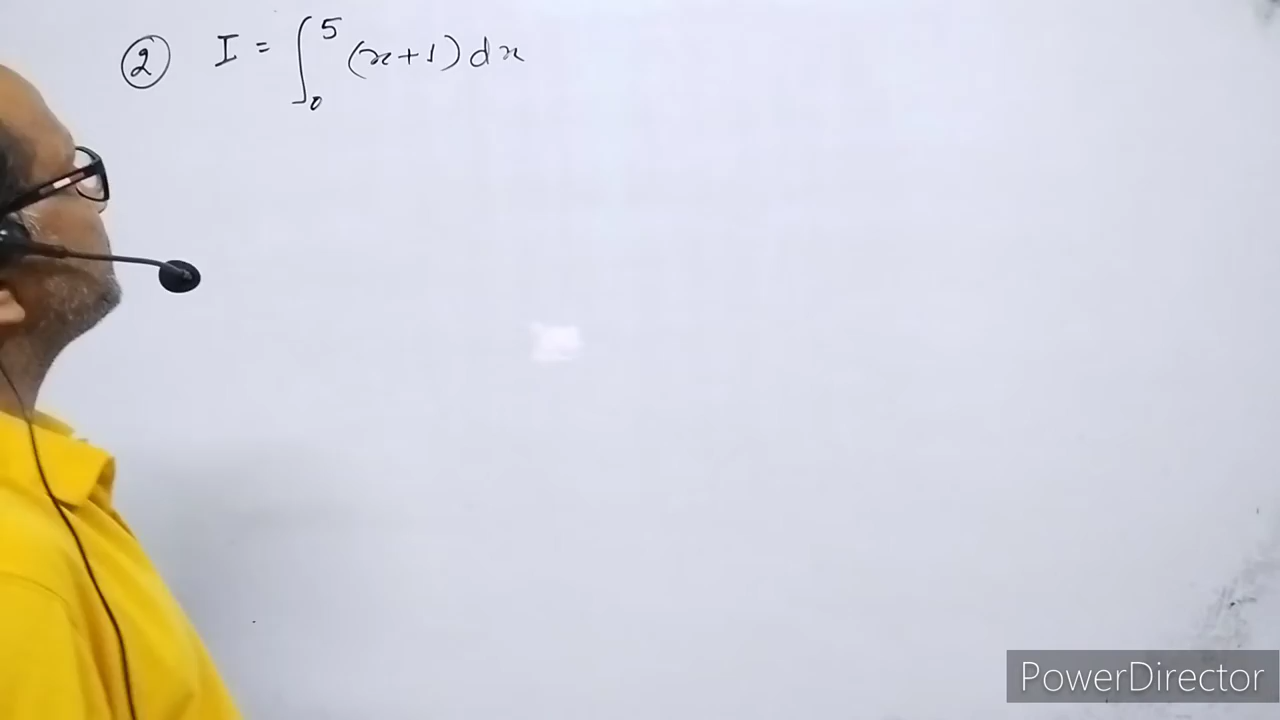 ② I = ∫₀⁵ (x+1) dx
PowerDirector